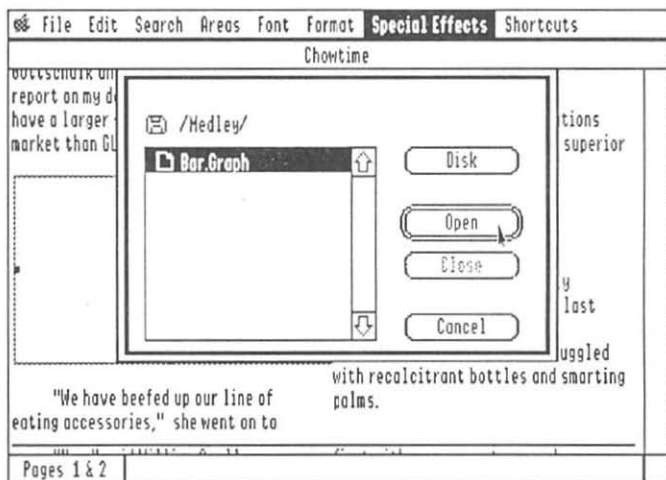 File Edit Search Areas Font Format Special Effects Shortcuts
Chowtime
report on my
have a larger
market than GL
tions
superior
/Medley/
Bar.Graph
Disk
Open
Close
Cancel
y
last
uggled
with recalcitrant bottles and smarting
palms.
"We have beefed up our line of
eating accessories," she went on to
Pages 1 & 2